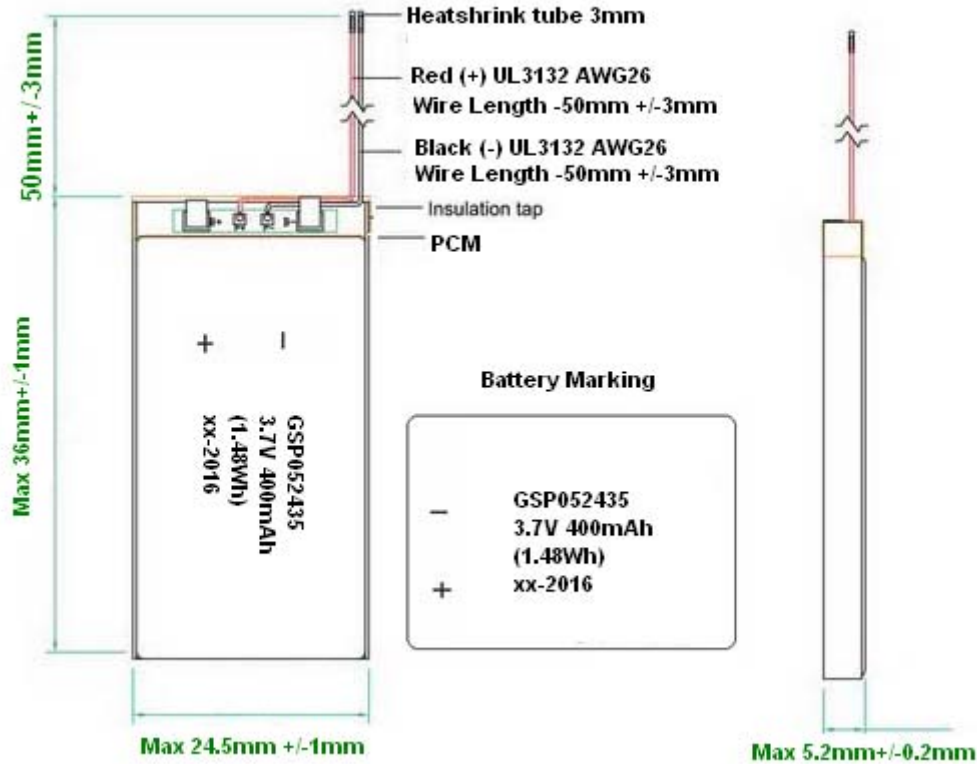 Heatshrink tube 3mm
50mm+/-3mm
Red (+) UL3132 AWG26
Wire Length -50mm +/-3mm
Black (-) UL3132 AWG26
Wire Length -50mm +/-3mm
Insulation tap
PCM
Max 36mm+/-1mm
+ −
GSP052435
3.7V 400mAh
(1.48Wh)
xx-2016
Battery Marking
−
GSP052435
3.7V 400mAh
(1.48Wh)
+
xx-2016
Max 24.5mm +/-1mm
Max 5.2mm+/-0.2mm